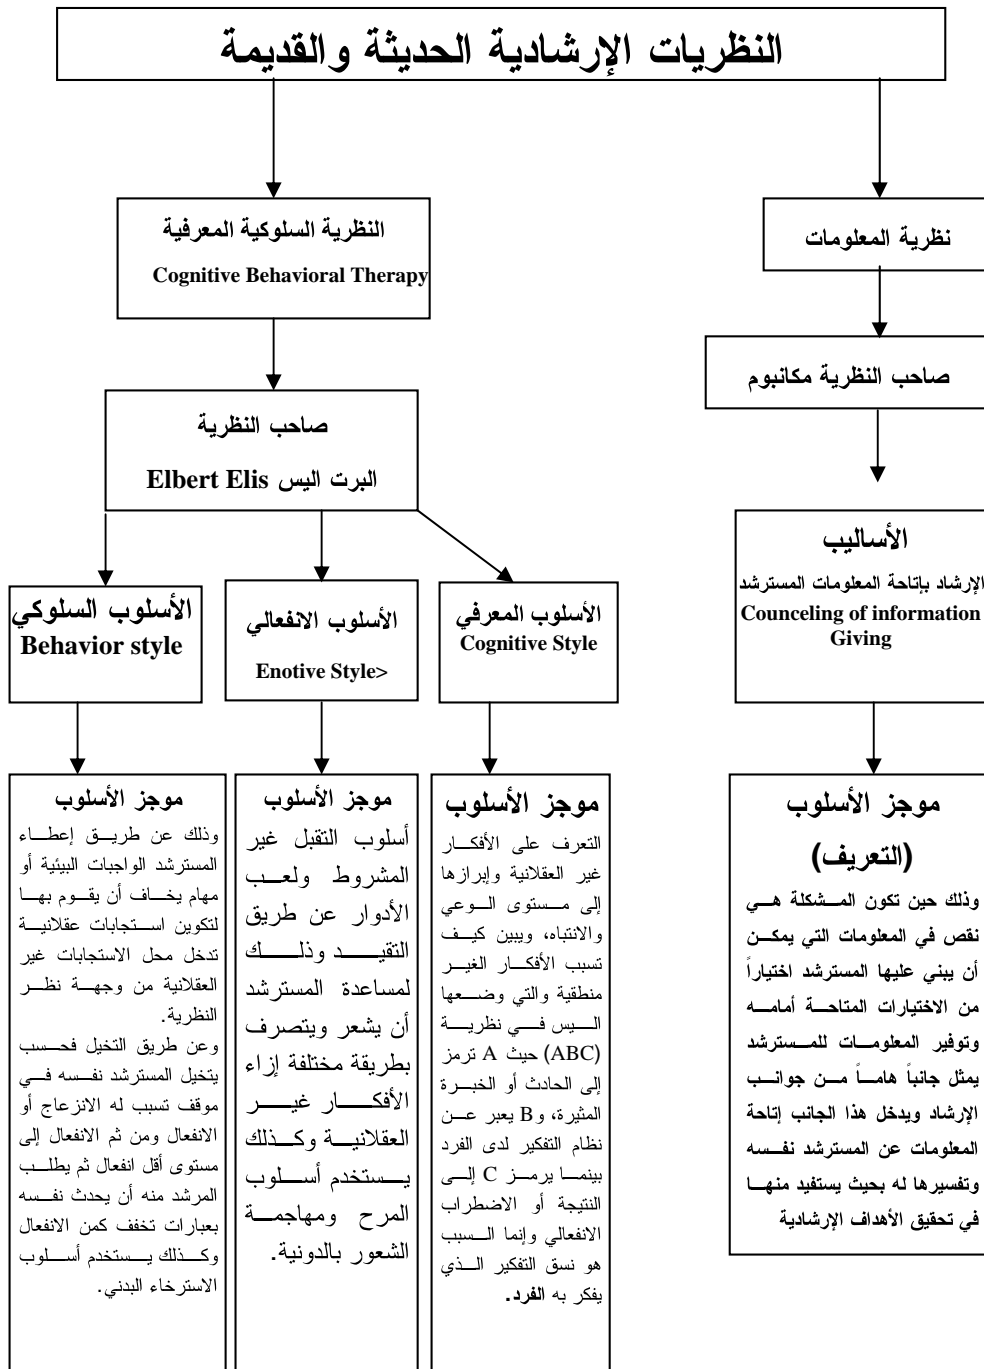 النظريات الإرشادية الحديثة والقديمة
نظرية المعلومات
صاحب النظرية مكانبوم
الأساليب
الإرشاد بإتاحة المعلومات المسترشد
Counceling of information
Giving
موجز الأسلوب
(التعريف)
وذلك حين تكون المشكلة هي
نقص في المعلومات التي يمكن
أن يبني عليها المسترشد اختياراً
من الاختيارات المتاحة أمامه
وتوفير المعلومات للمسترشد
يمثل جانباً هاماً من جوانب
الإرشاد ويدخل هذا الجانب إتاحة
المعلومات عن المسترشد نفسه
وتفسيرها له بحيث يستفيد منها
في تحقيق الأهداف الإرشادية
النظرية السلوكية المعرفية
Cognitive Behavioral Therapy
صاحب النظرية
البرت اليس Elbert Elis
الأسلوب المعرفي
Cognitive Style
موجز الأسلوب
التعرف على الأفكار
غير العقلانية وإبرازها
إلى مستوى الوعي
والانتباه، ويبين كيف
تسبب الأفكار الغير
منطقية والتي وضعها
اليس في نظرية
(ABC) حيث A ترمز
إلى الحادث أو الخبرة
المثيرة، وB يعبر عن
نظام التفكير لدى الفرد
بينما يرمز C إلى
النتيجة أو الاضطراب
الانفعالي وإنما السبب
هو نسق التفكير الذي
يفكر به الفرد.
الأسلوب الانفعالي
Enotive Style>
موجز الأسلوب
أسلوب التقبل غير
المشروط ولعب
الأدوار عن طريق
التقيد وذلك
لمساعدة المسترشد
أن يشعر ويتصرف
بطريقة مختلفة إزاء
الأفكار غير
العقلانية وكذلك
يستخدم أسلوب
المرح ومهاجمة
الشعور بالدونية.
الأسلوب السلوكي
Behavior style
موجز الأسلوب
وذلك عن طريق إعطاء
المسترشد الواجبات البيئية أو
مهام يخاف أن يقوم بها
لتكوين استجابات عقلانية
تدخل محل الاستجابات غير
العقلانية من وجهة نظر
النظرية.
وعن طريق التخيل فحسب
يتخيل المسترشد نفسه في
موقف تسبب له الانزعاج أو
الانفعال ومن ثم الانفعال إلى
مستوى أقل انفعال ثم يطلب
المرشد منه أن يحدث نفسه
بعبارات تخفف كمن الانفعال
وكذلك يستخدم أسلوب
الاسترخاء البدني.